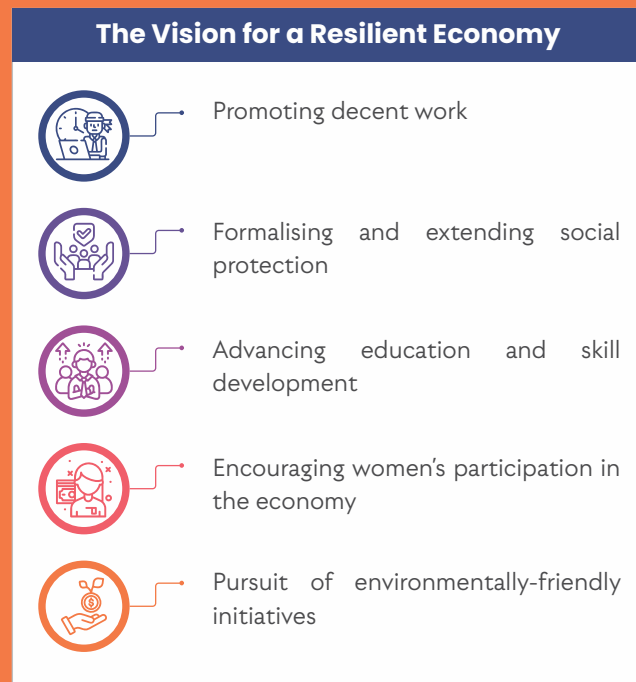 The Vision for a Resilient Economy
Promoting decent work
Formalising and extending social
protection
Advancing education and skill
development
Encouraging women's participation in
the economy
Pursuit of environmentally-friendly
initiatives